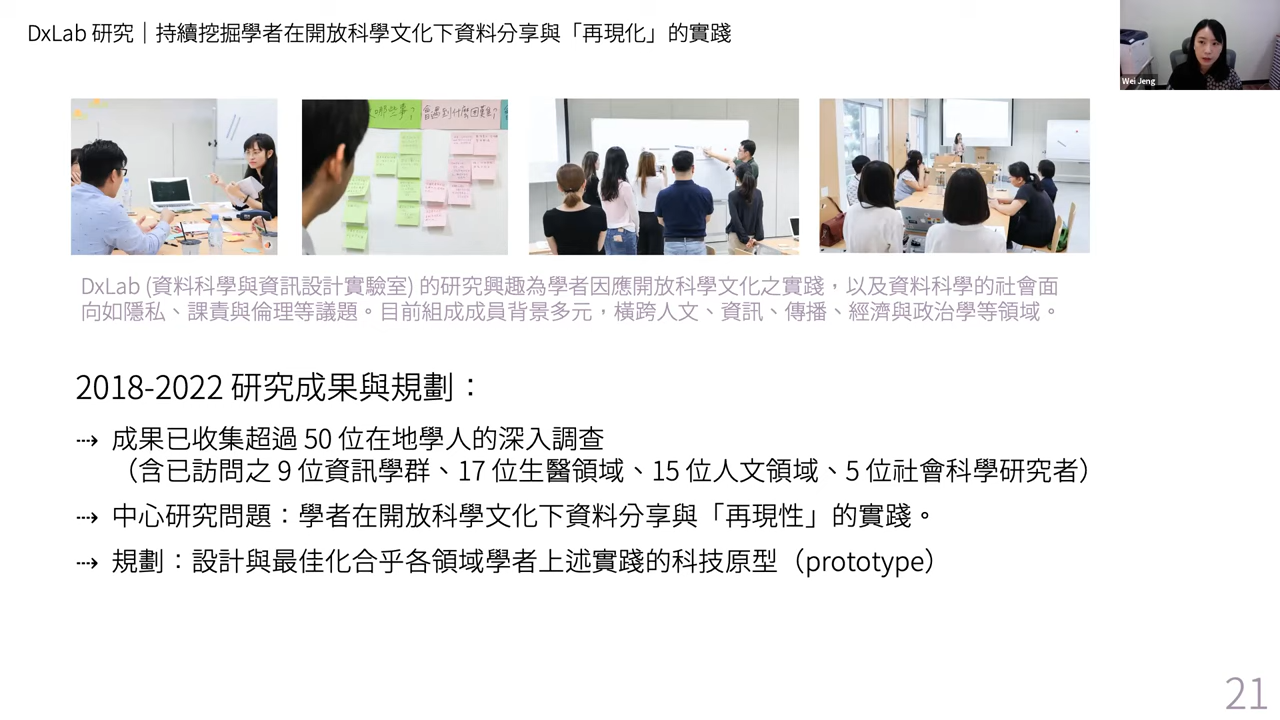 DxLab 研究｜持續挖掘學者在開放科學文化下資料分享與「再現化」的實踐
Wei Jeng
哪些事？
會遇到什麼困難？
DxLab (資料科學與資訊設計實驗室) 的研究興趣為學者因應開放科學文化之實踐，以及資料科學的社會面
向如隱私、課責與倫理等議題。目前組成成員背景多元，橫跨人文、資訊、傳播、經濟與政治學等領域。
2018-2022 研究成果與規劃：
⇢ 成果已收集超過 50 位在地學人的深入調查
（含已訪問之 9 位資訊學群、17 位生醫領域、15 位人文領域、5 位社會科學研究者）
⇢ 中心研究問題：學者在開放科學文化下資料分享與「再現性」的實踐。
⇢ 規劃：設計與最佳化合乎各領域學者上述實踐的科技原型（prototype）
21